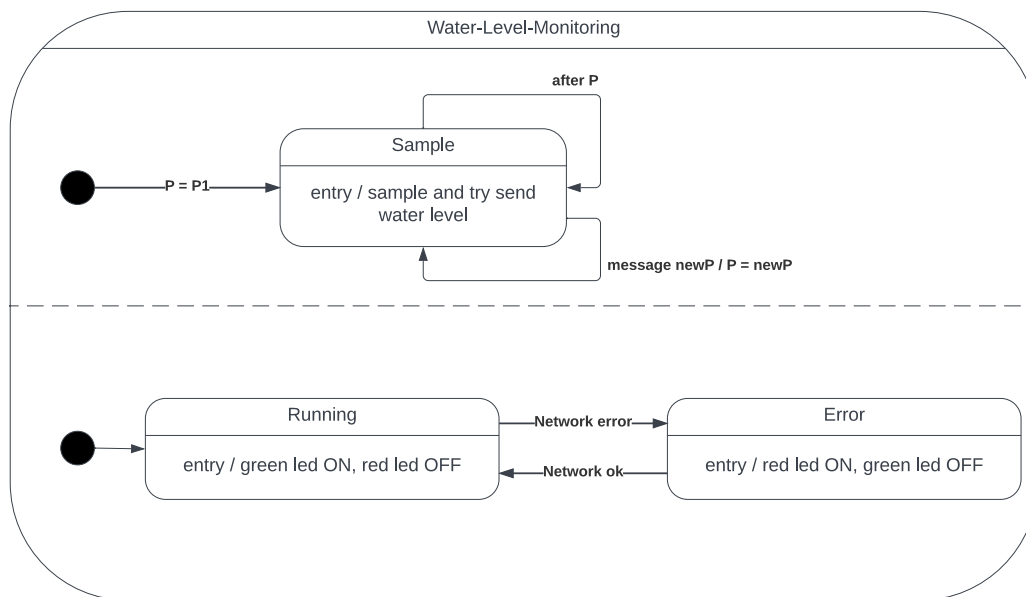 Water-Level-Monitoring
after P
Sample
P = P1
entry / sample and try send
water level
message newP / P = newP
Running
entry / green led ON, red led OFF
Network error
Network ok
Error
entry / red led ON, green led OFF